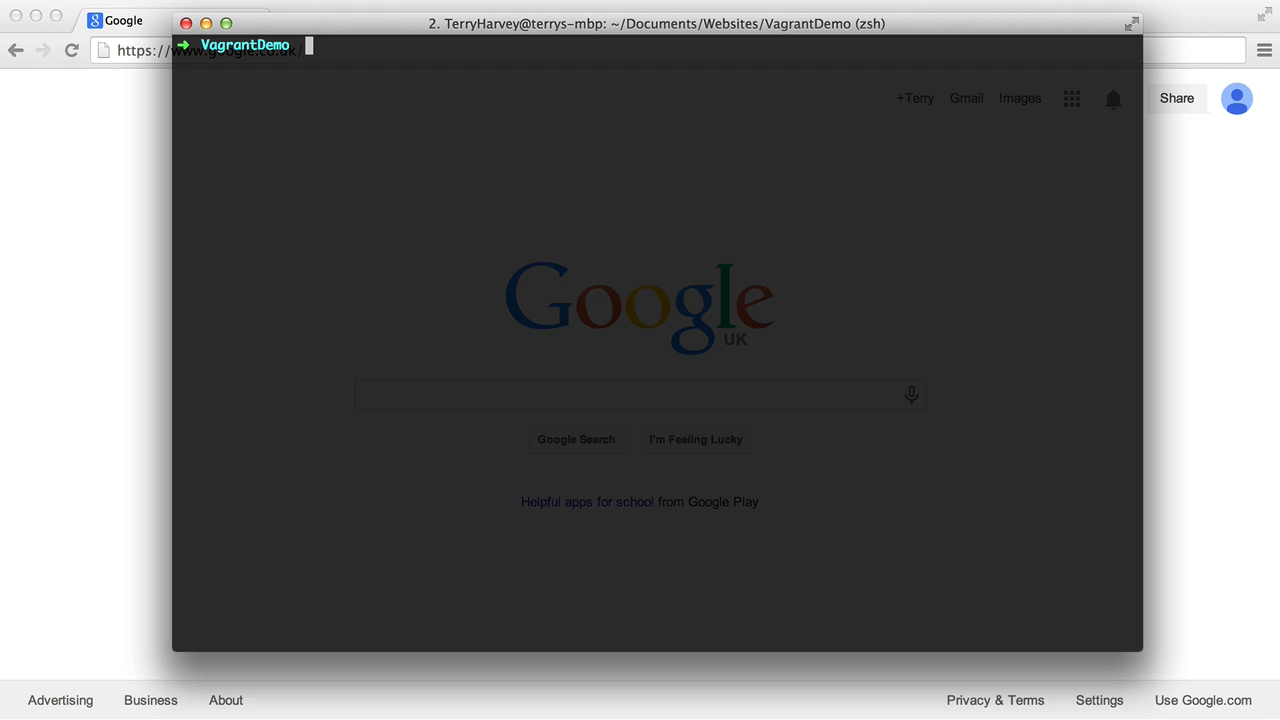 Google
2. TerryHarvey@terrys-mbp: ~/Documents/Websites/VagrantDemo (zsh)
➜ VagrantDemo
https://www.google.co.uk/
+Terry Gmail Images Share
Google
UK
Google Search I'm Feeling Lucky
Helpful apps for school from Google Play
Advertising Business About Privacy & Terms Settings Use Google.com